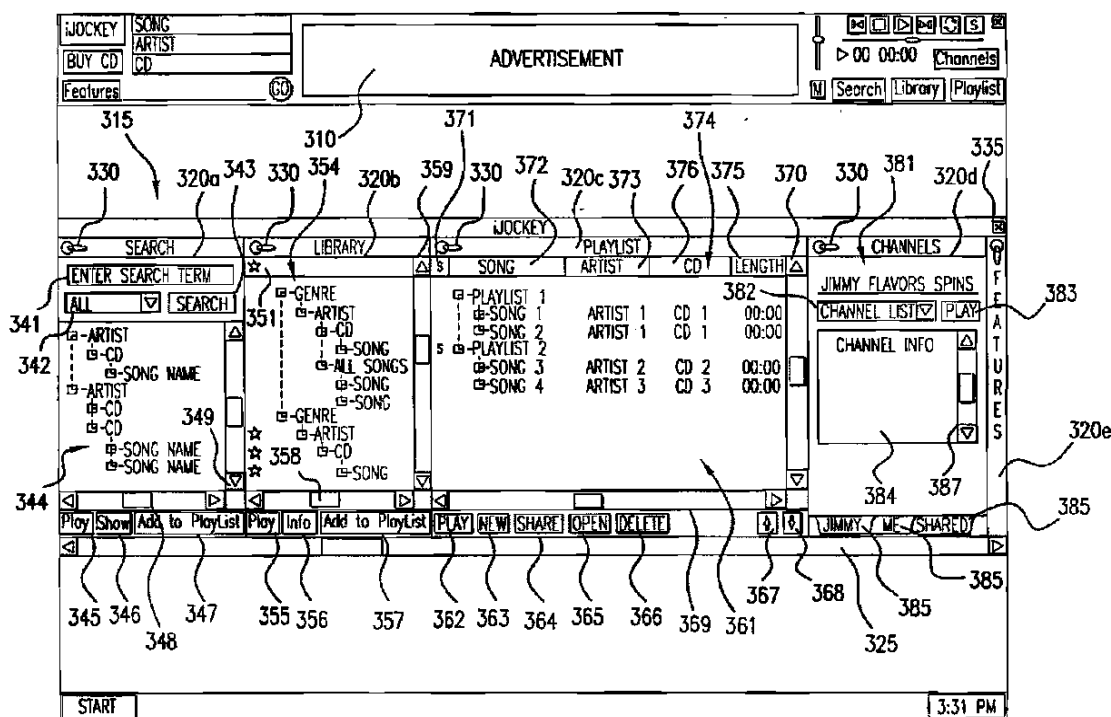 iJOCKEY SONG
ARTIST
BUY CD CD
Features GO
ADVERTISEMENT
S
00 00:00 Channels
M Search Library Playlist
315 310 371 374
330 320a 343 330 354 320b 359 330 372 320c 373 376 375 370 330 381 320d 335
iJOCKEY
SEARCH LIBRARY PLAYLIST CHANNELS
ENTER SEARCH TERM
ALL SEARCH
341
342
ARTIST
CD
SONG NAME
ARTIST
CD
CD
SONG NAME
SONG NAME
344
349
351
GENRE
ARTIST
CD
SONG
ALL SONGS
SONG
SONG
GENRE
ARTIST
CD
SONG
358
S SONG ARTIST CD LENGTH
PLAYLIST 1
SONG 1 ARTIST 1 CD 1 00:00
SONG 2 ARTIST 1 CD 1 00:00
S PLAYLIST 2
SONG 3 ARTIST 2 CD 2 00:00
SONG 4 ARTIST 3 CD 3 00:00
JIMMY FLAVORS SPINS
382
CHANNEL LIST PLAY
383
CHANNEL INFO
FEATURES
320e
384 387
385
JIMMY ME SHARED
Play Show Add to PlayList Play Info Add to PlayList PLAY NEW SHARE OPEN DELETE
345 346 348 347 355 356 357 362 363 364 365 366 369 361 367 368 325 385 385
START 3:31 PM